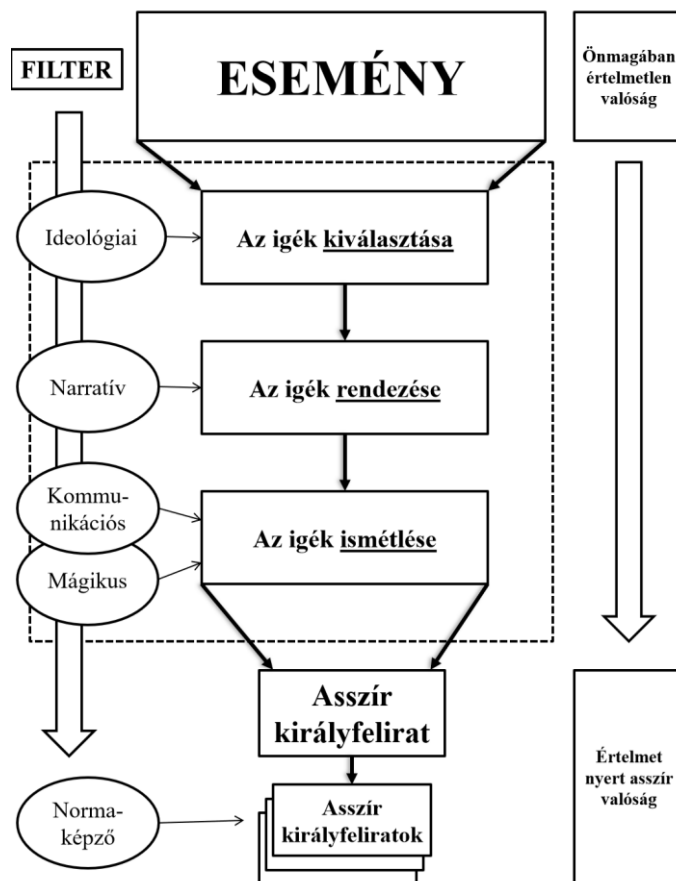 FILTER
ESEMÉNY
Önmagában
értelmetlen
valóság
Ideológiai
Az igék kiválasztása
Narratív
Az igék rendezése
Kommu-
nikációs
Mágikus
Az igék ismétlése
Asszír
királyfelirat
Értelmet
nyert asszír
valóság
Norma-
képző
Asszír
királyfeliratok